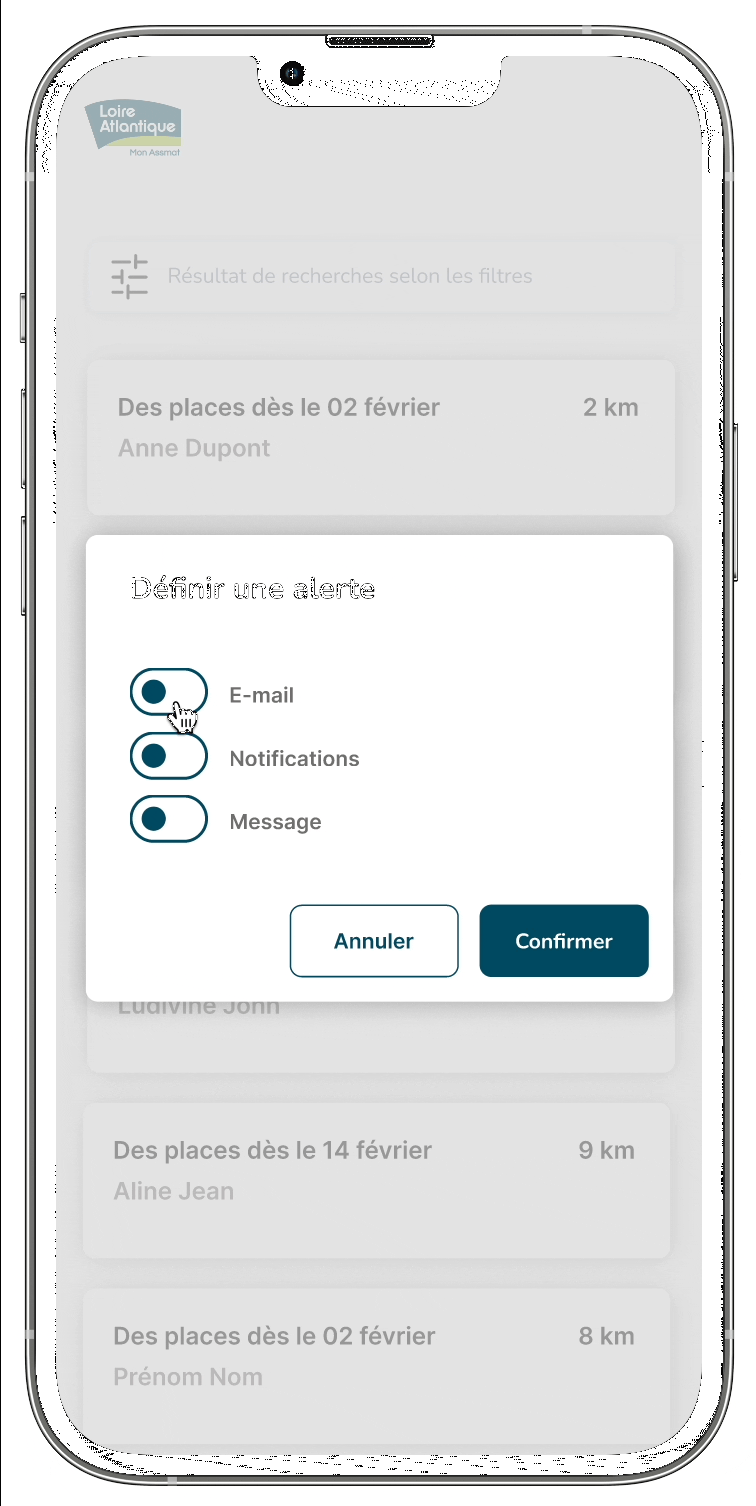 Loire
Atlantique
Mon Assmat
Résultat de recherches selon les filtres
Des places dès le 02 février 2 km
Anne Dupont
Définir une alerte
E-mail
Notifications
Message
Annuler Confirmer
Ludivine John
Des places dès le 14 février 9 km
Aline Jean
Des places dès le 02 février 8 km
Prénom Nom